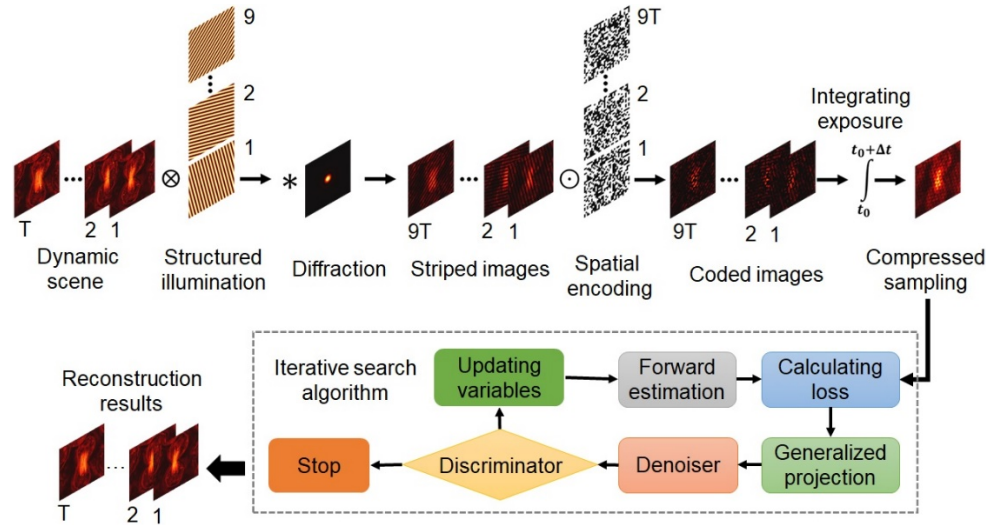 9
2
1
9T
2
1
Integrating
exposure
t₀+Δt
∫
t₀
⊗
*
⊙
T
...
2 1
9T
...
2 1
9T
...
2 1
Dynamic
scene
Structured
illumination
Diffraction
Striped images
Spatial
encoding
Coded images
Compressed
sampling
Iterative search
algorithm
Updating
variables
Forward
estimation
Calculating
loss
Reconstruction
results
Stop
Discriminator
Denoiser
Generalized
projection
T
...
2 1